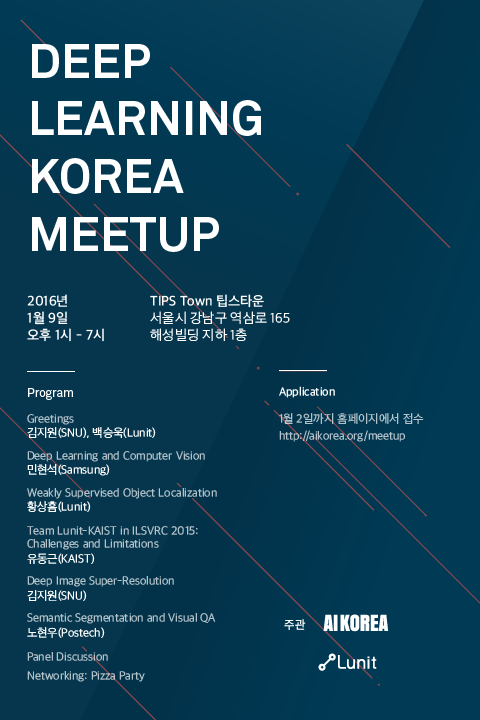 DEEP
LEARNING
KOREA
MEETUP
2016년
1월 9일
오후 1시 - 7시
TIPS Town 팁스타운
서울시 강남구 역삼로 165
해성빌딩 지하 1층
Program
Greetings
김지원(SNU), 백승욱(Lunit)
Deep Learning and Computer Vision
민현석(Samsung)
Weakly Supervised Object Localization
황상흠(Lunit)
Team Lunit-KAIST in ILSVRC 2015:
Challenges and Limitations
유동근(KAIST)
Deep Image Super-Resolution
김지원(SNU)
Semantic Segmentation and Visual QA
노현우(Postech)
Panel Discussion
Networking: Pizza Party
Application
1월 2일까지 홈페이지에서 접수
http://aikorea.org/meetup
주관
AI KOREA
Lunit